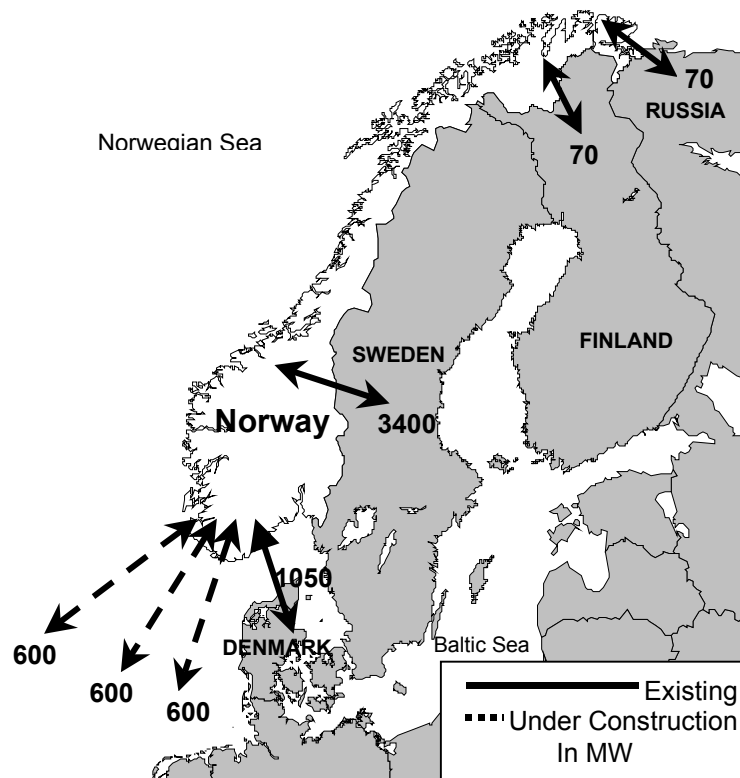 70
RUSSIA
Norwegian Sea
70
SWEDEN
FINLAND
Norway
3400
1050
600
DENMARK
Baltic Sea
600
600
Existing
Under Construction
In MW